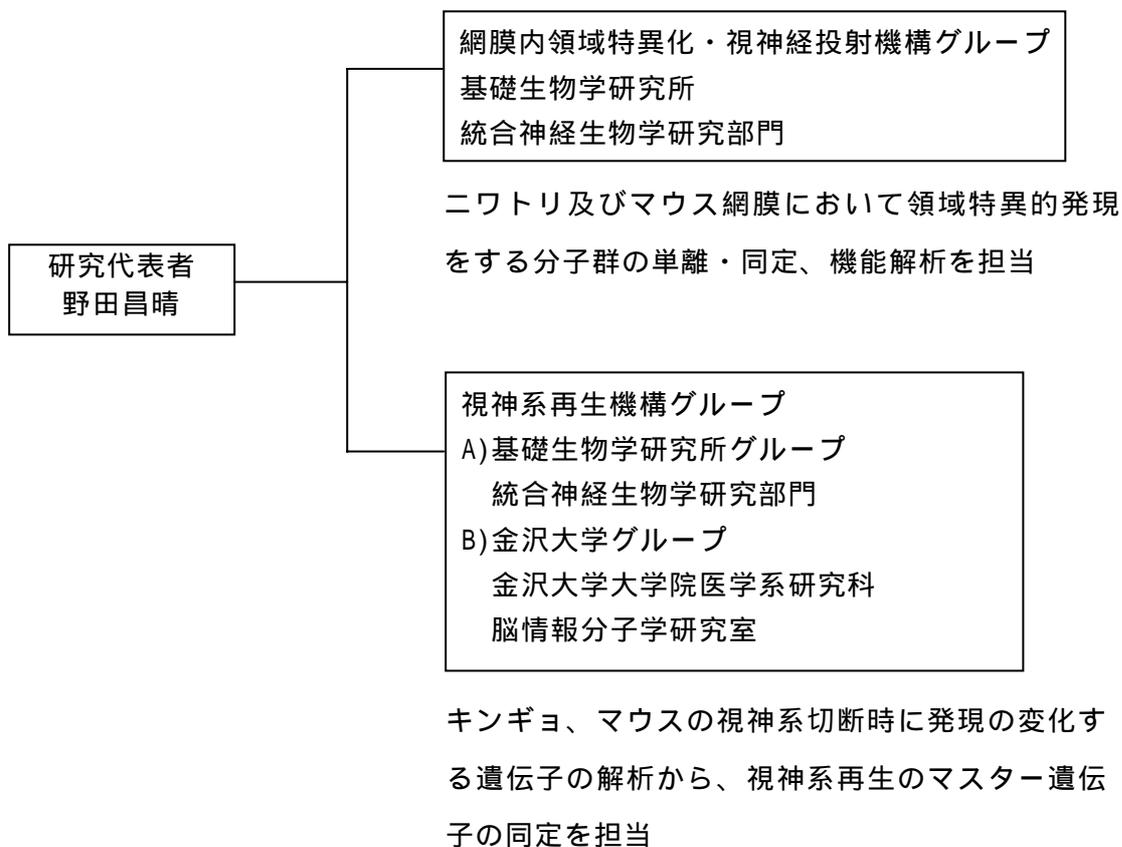 網膜内領域特異化・視神経投射機構グループ
基礎生物学研究所
統合神経生物学研究部門
ニワトリ及びマウス網膜において領域特異的発現
をする分子群の単離・同定、機能解析を担当
研究代表者
野田昌晴
視神系再生機構グループ
A)基礎生物学研究所グループ
統合神経生物学研究部門
B)金沢大学グループ
金沢大学大学院医学系研究科
脳情報分子学研究室
キンギョ、マウスの視神系切断時に発現の変化す
る遺伝子の解析から、視神系再生のマスター遺伝
子の同定を担当